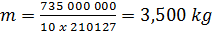 m = 735 000 000 / 10 x 210127 = 3,500 kg